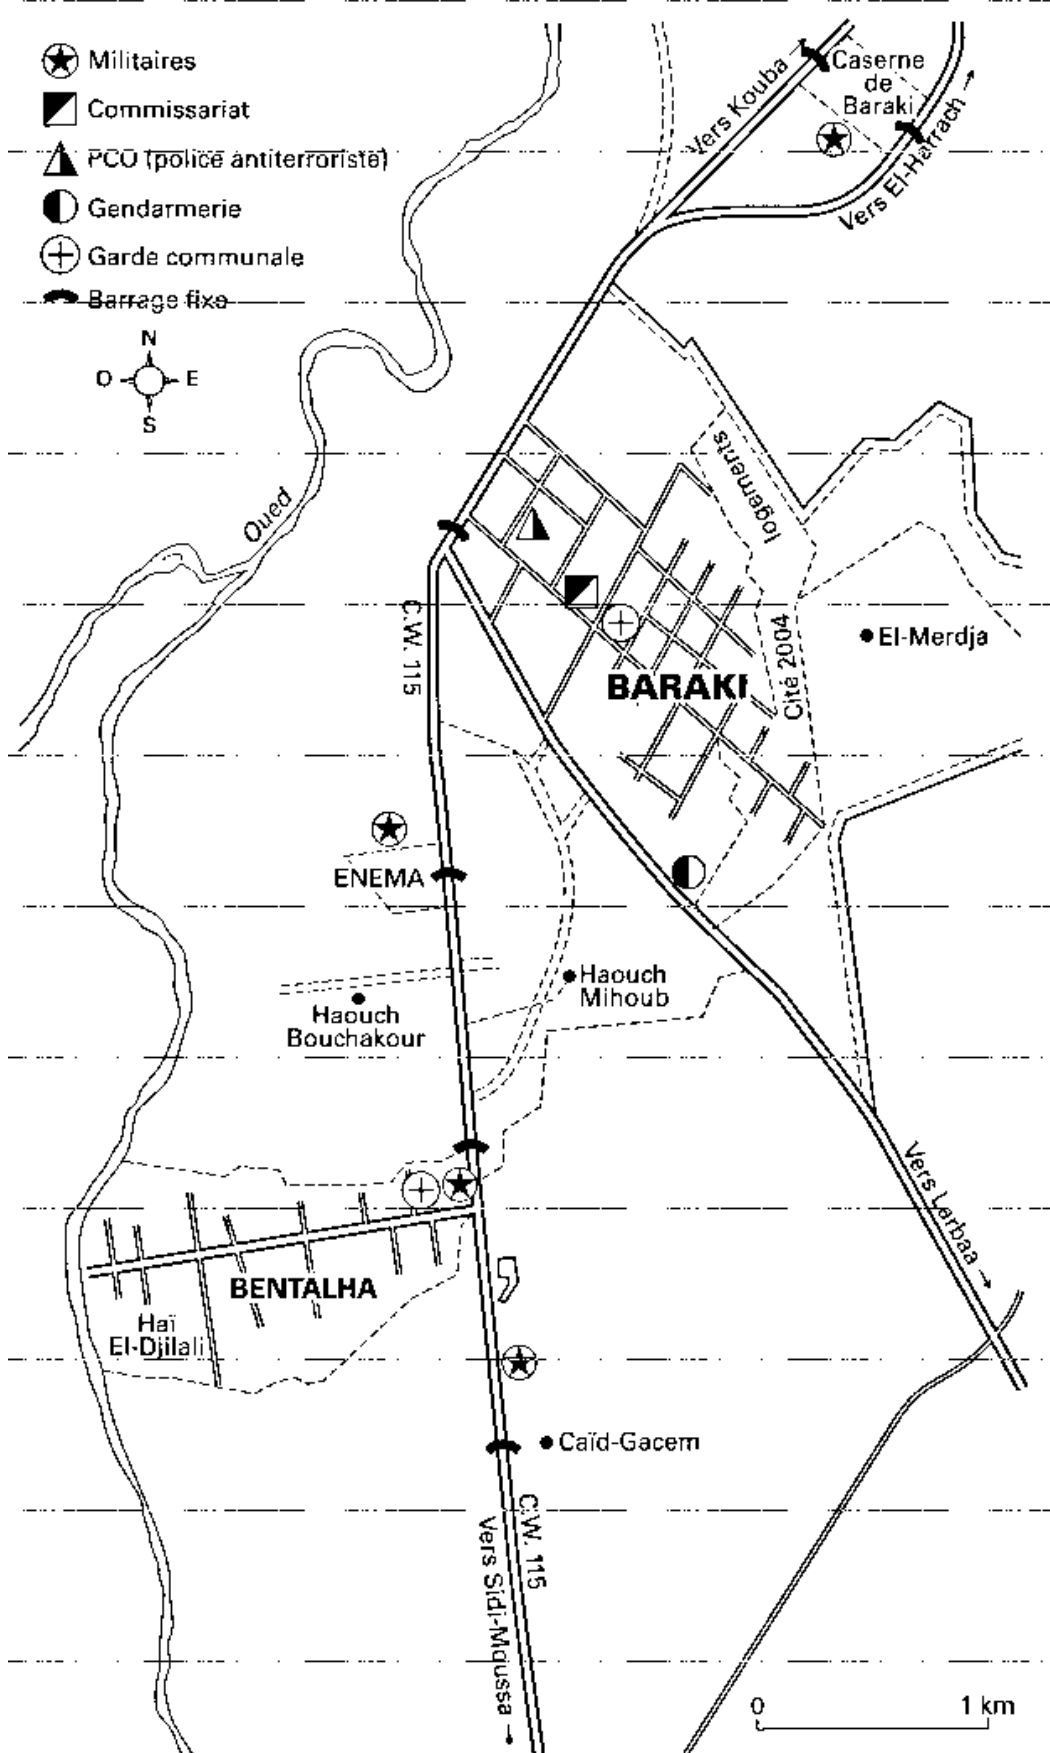 Militaires
Commissariat
PCO (police antiterroriste)
Gendarmerie
Garde communale
Barrage fixe
N
O
E
S
Vers Kouba
Caserne
de
Baraki
Vers El-Harrach
Oued
logements
Cité 2004
El-Merdja
C.W. 115
BARAKI
ENEMA
Haouch
Mihoub
Haouch
Bouchakour
Vers Larbaa
BENTALHA
Haï
El-Djilali
Caïd-Gacem
C.W. 115
Vers Sidi-Moussa
0
1 km